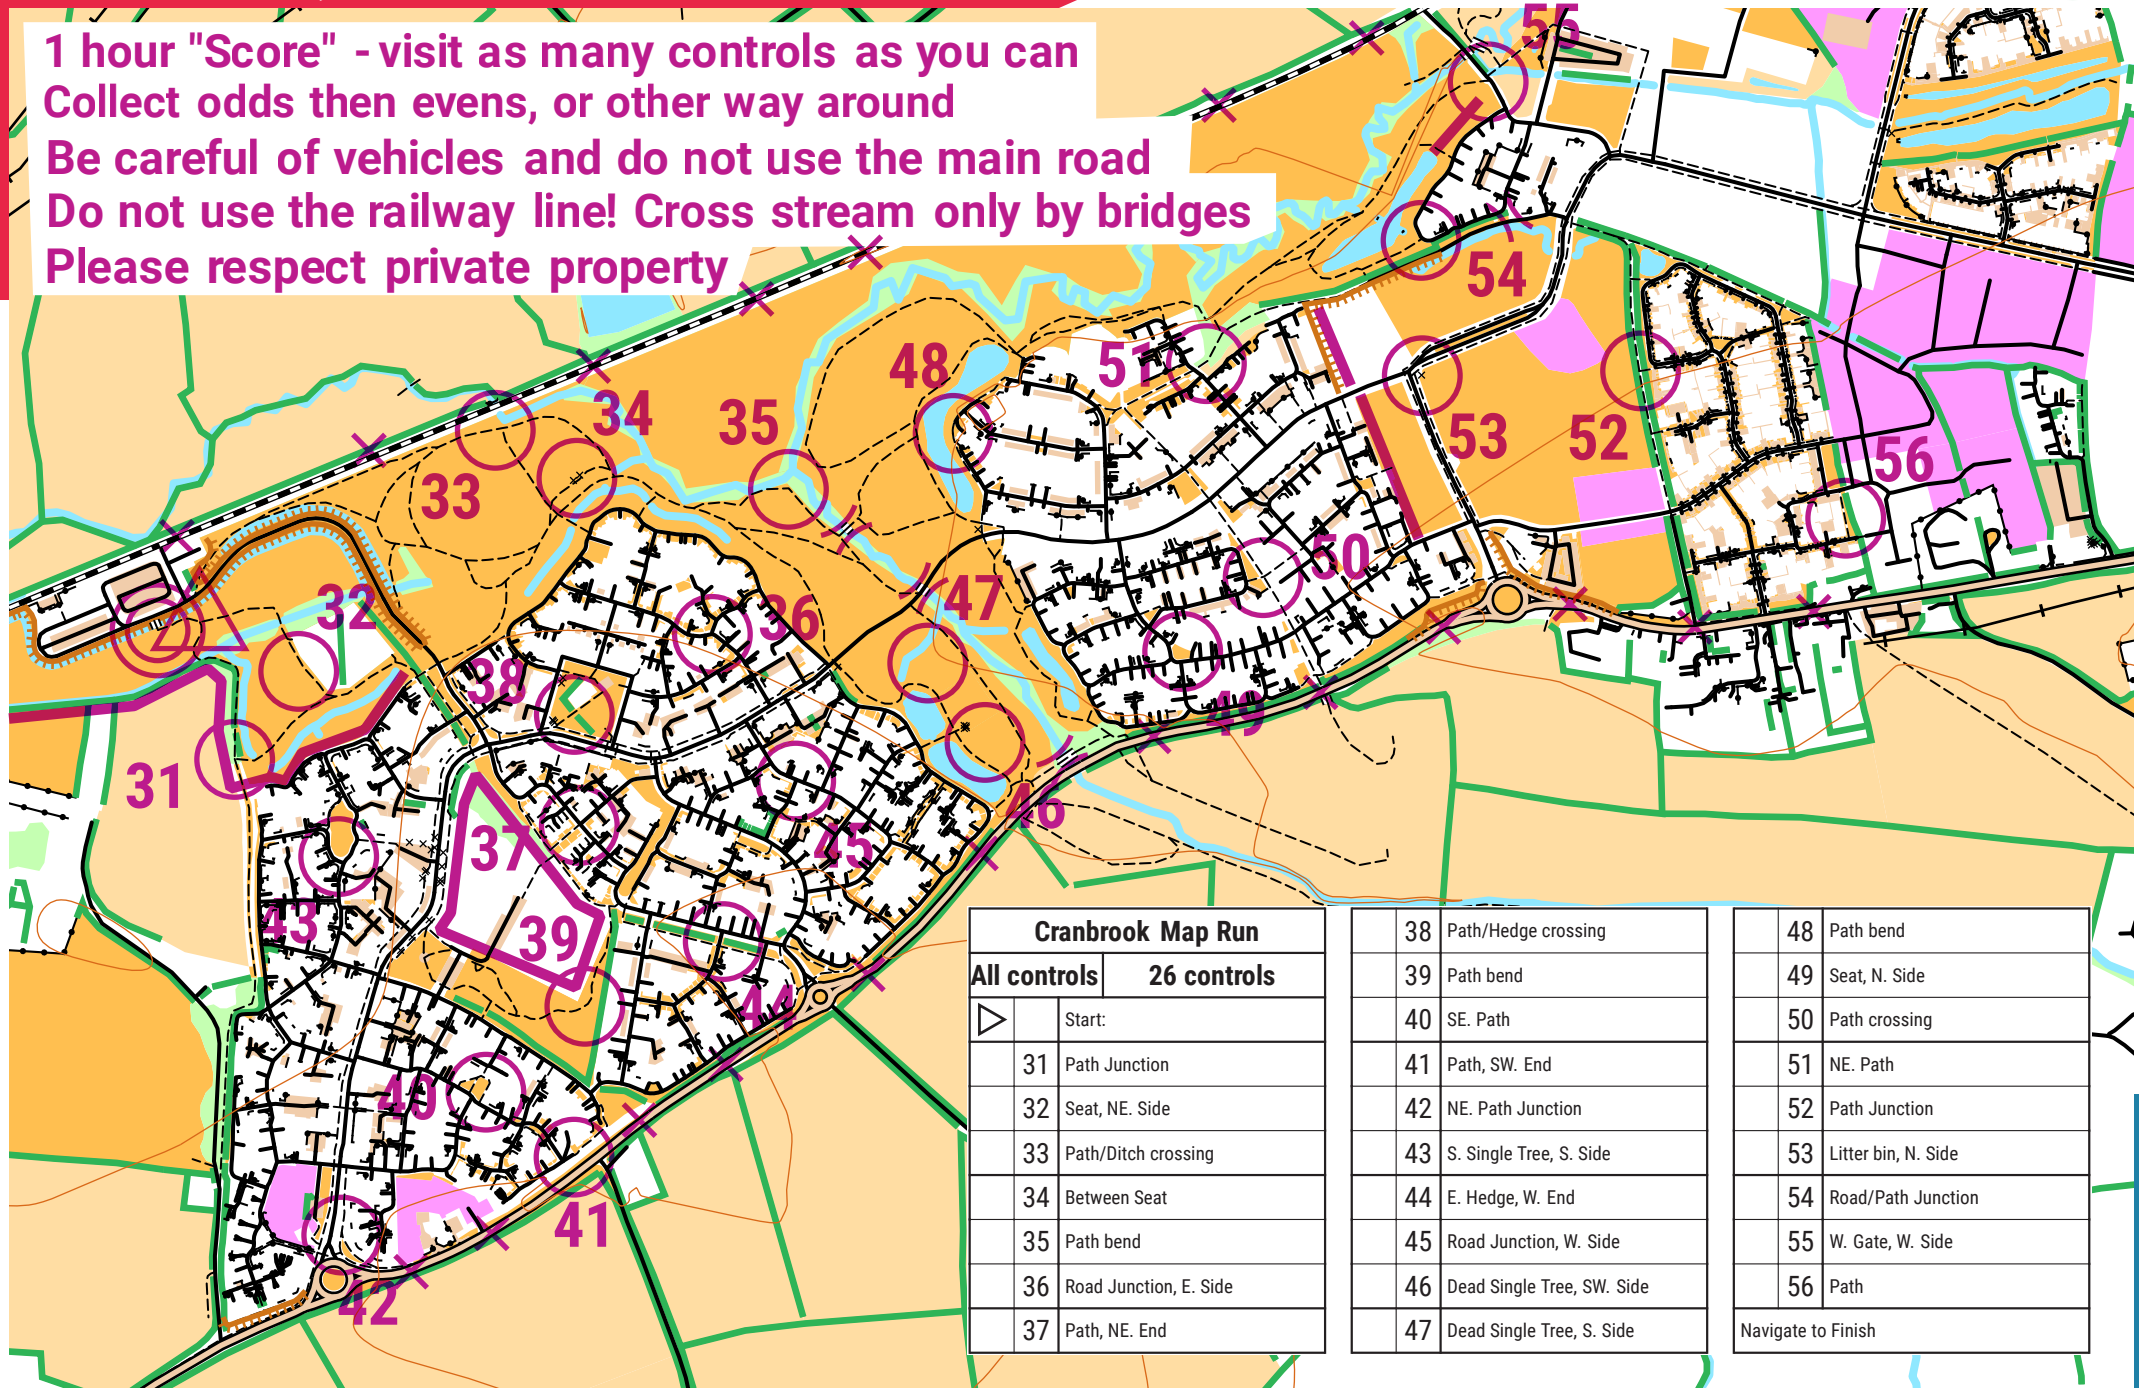 1 hour "Score" - visit as many controls as you can
Collect odds then evens, or other way around
Be careful of vehicles and do not use the main road
Do not use the railway line! Cross stream only by bridges
Please respect private property
55
54
48
51
34
35
53
52
56
33
50
32
47
36
38
49
31
46
37
45
43
39
44
40
41
42
Cranbrook Map Run
All controls 26 controls
Start:
31 Path Junction
32 Seat, NE. Side
33 Path/Ditch crossing
34 Between Seat
35 Path bend
36 Road Junction, E. Side
37 Path, NE. End
38 Path/Hedge crossing
39 Path bend
40 SE. Path
41 Path, SW. End
42 NE. Path Junction
43 S. Single Tree, S. Side
44 E. Hedge, W. End
45 Road Junction, W. Side
46 Dead Single Tree, SW. Side
47 Dead Single Tree, S. Side
48 Path bend
49 Seat, N. Side
50 Path crossing
51 NE. Path
52 Path Junction
53 Litter bin, N. Side
54 Road/Path Junction
55 W. Gate, W. Side
56 Path
Navigate to Finish